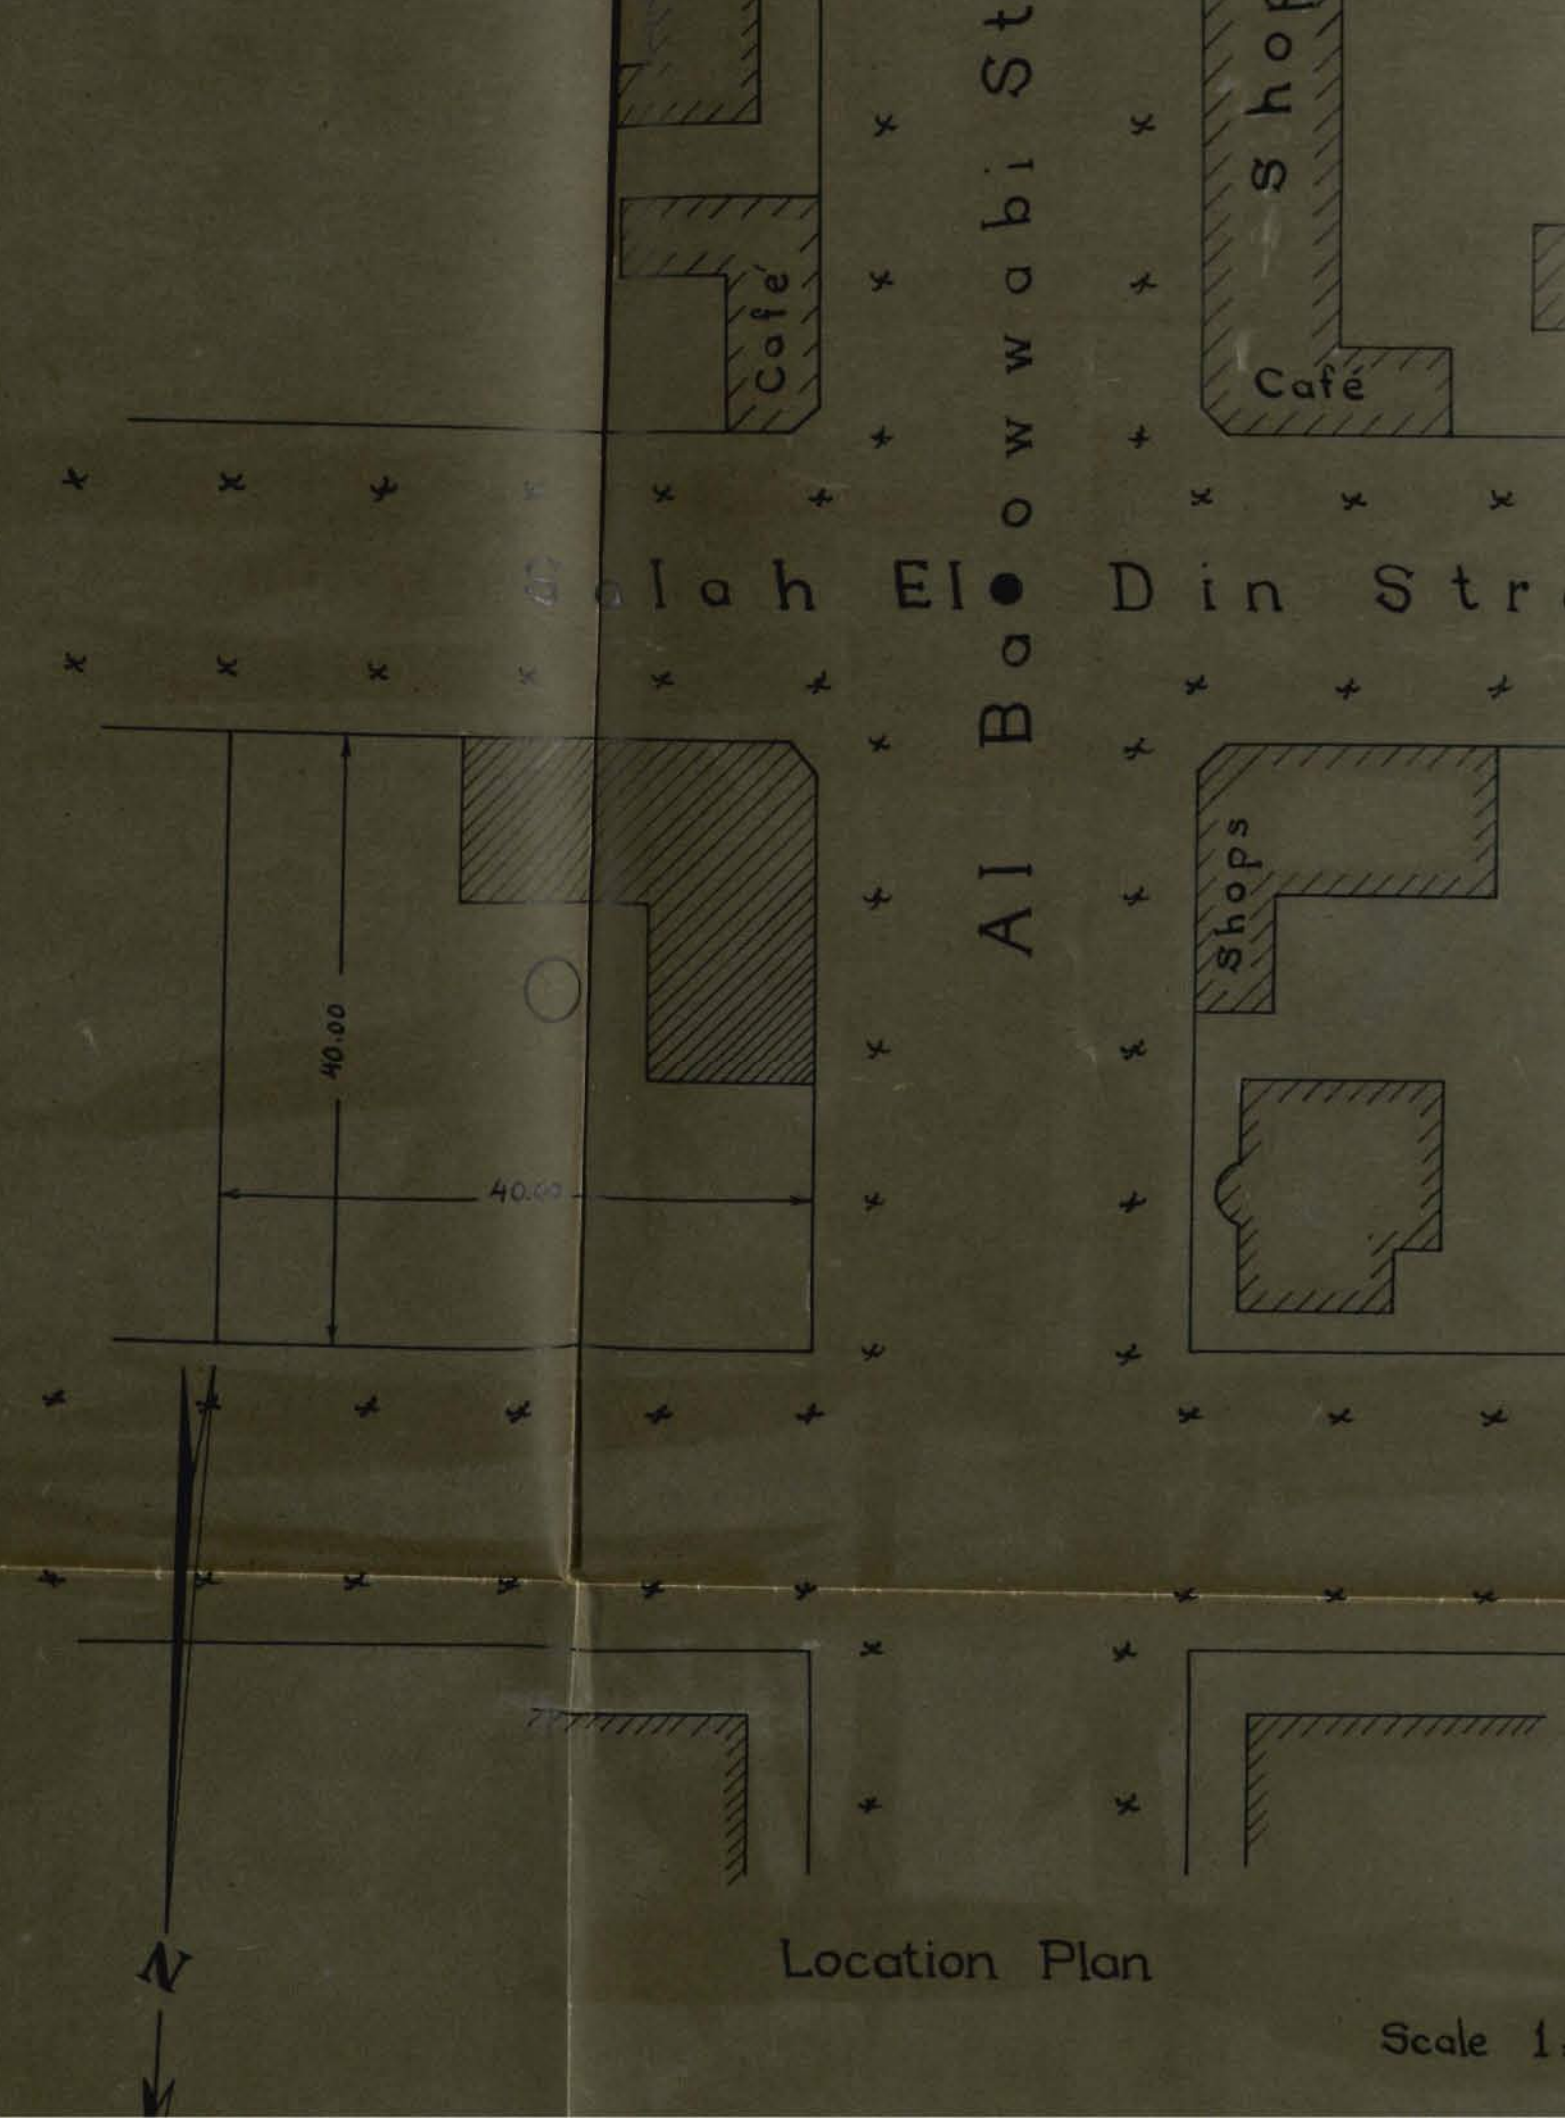 Shop
Café
Café
Salah El Din Str
Al Bawwabi St
Shops
40.00
40.00
N
Location Plan
Scale 1: